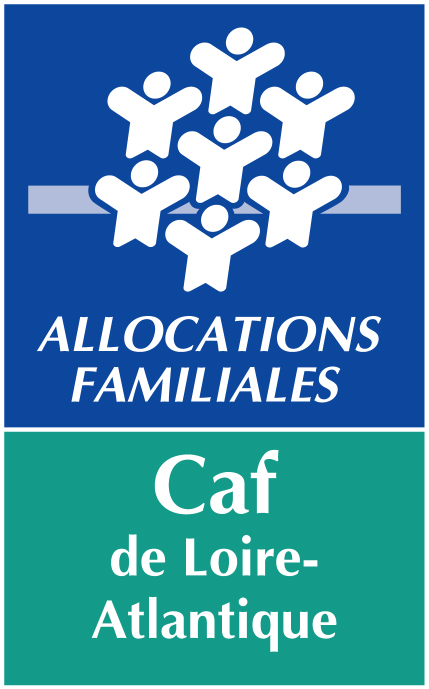 ALLOCATIONS
FAMILIALES
Caf
de Loire-
Atlantique